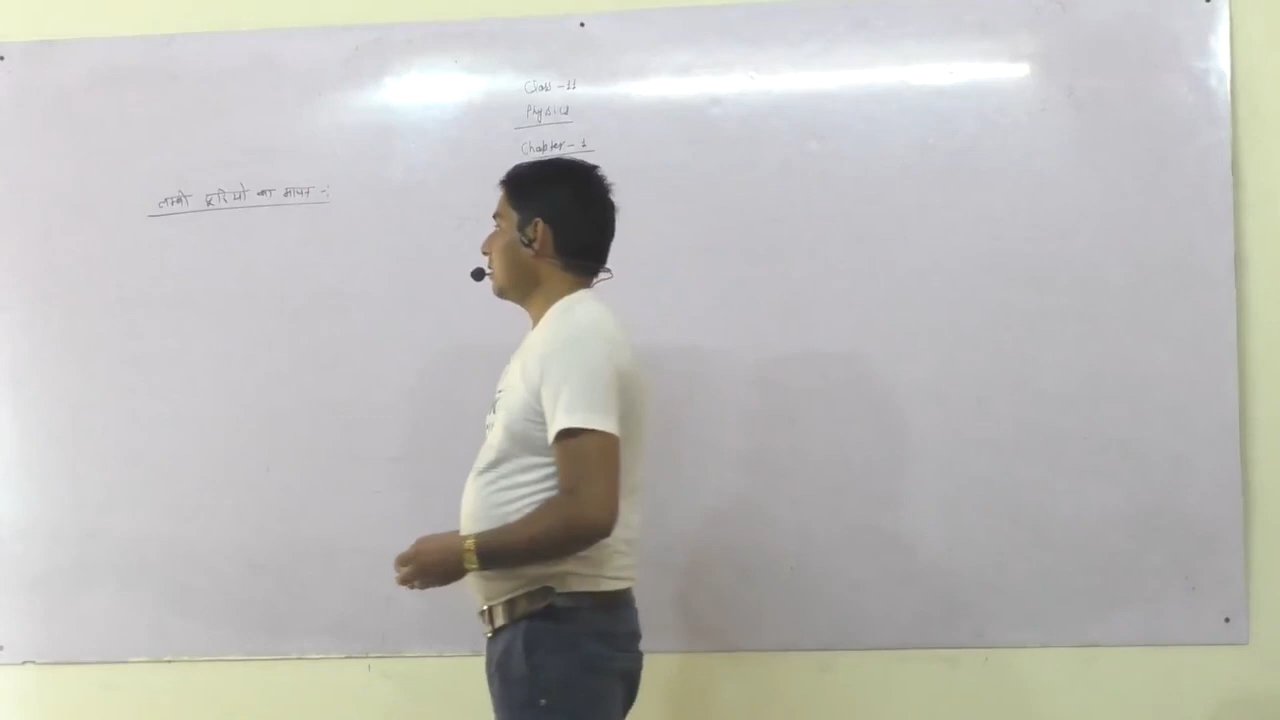 Class - 11
Physics
Chapter - 1
लम्बी दूरियो का मापन :-